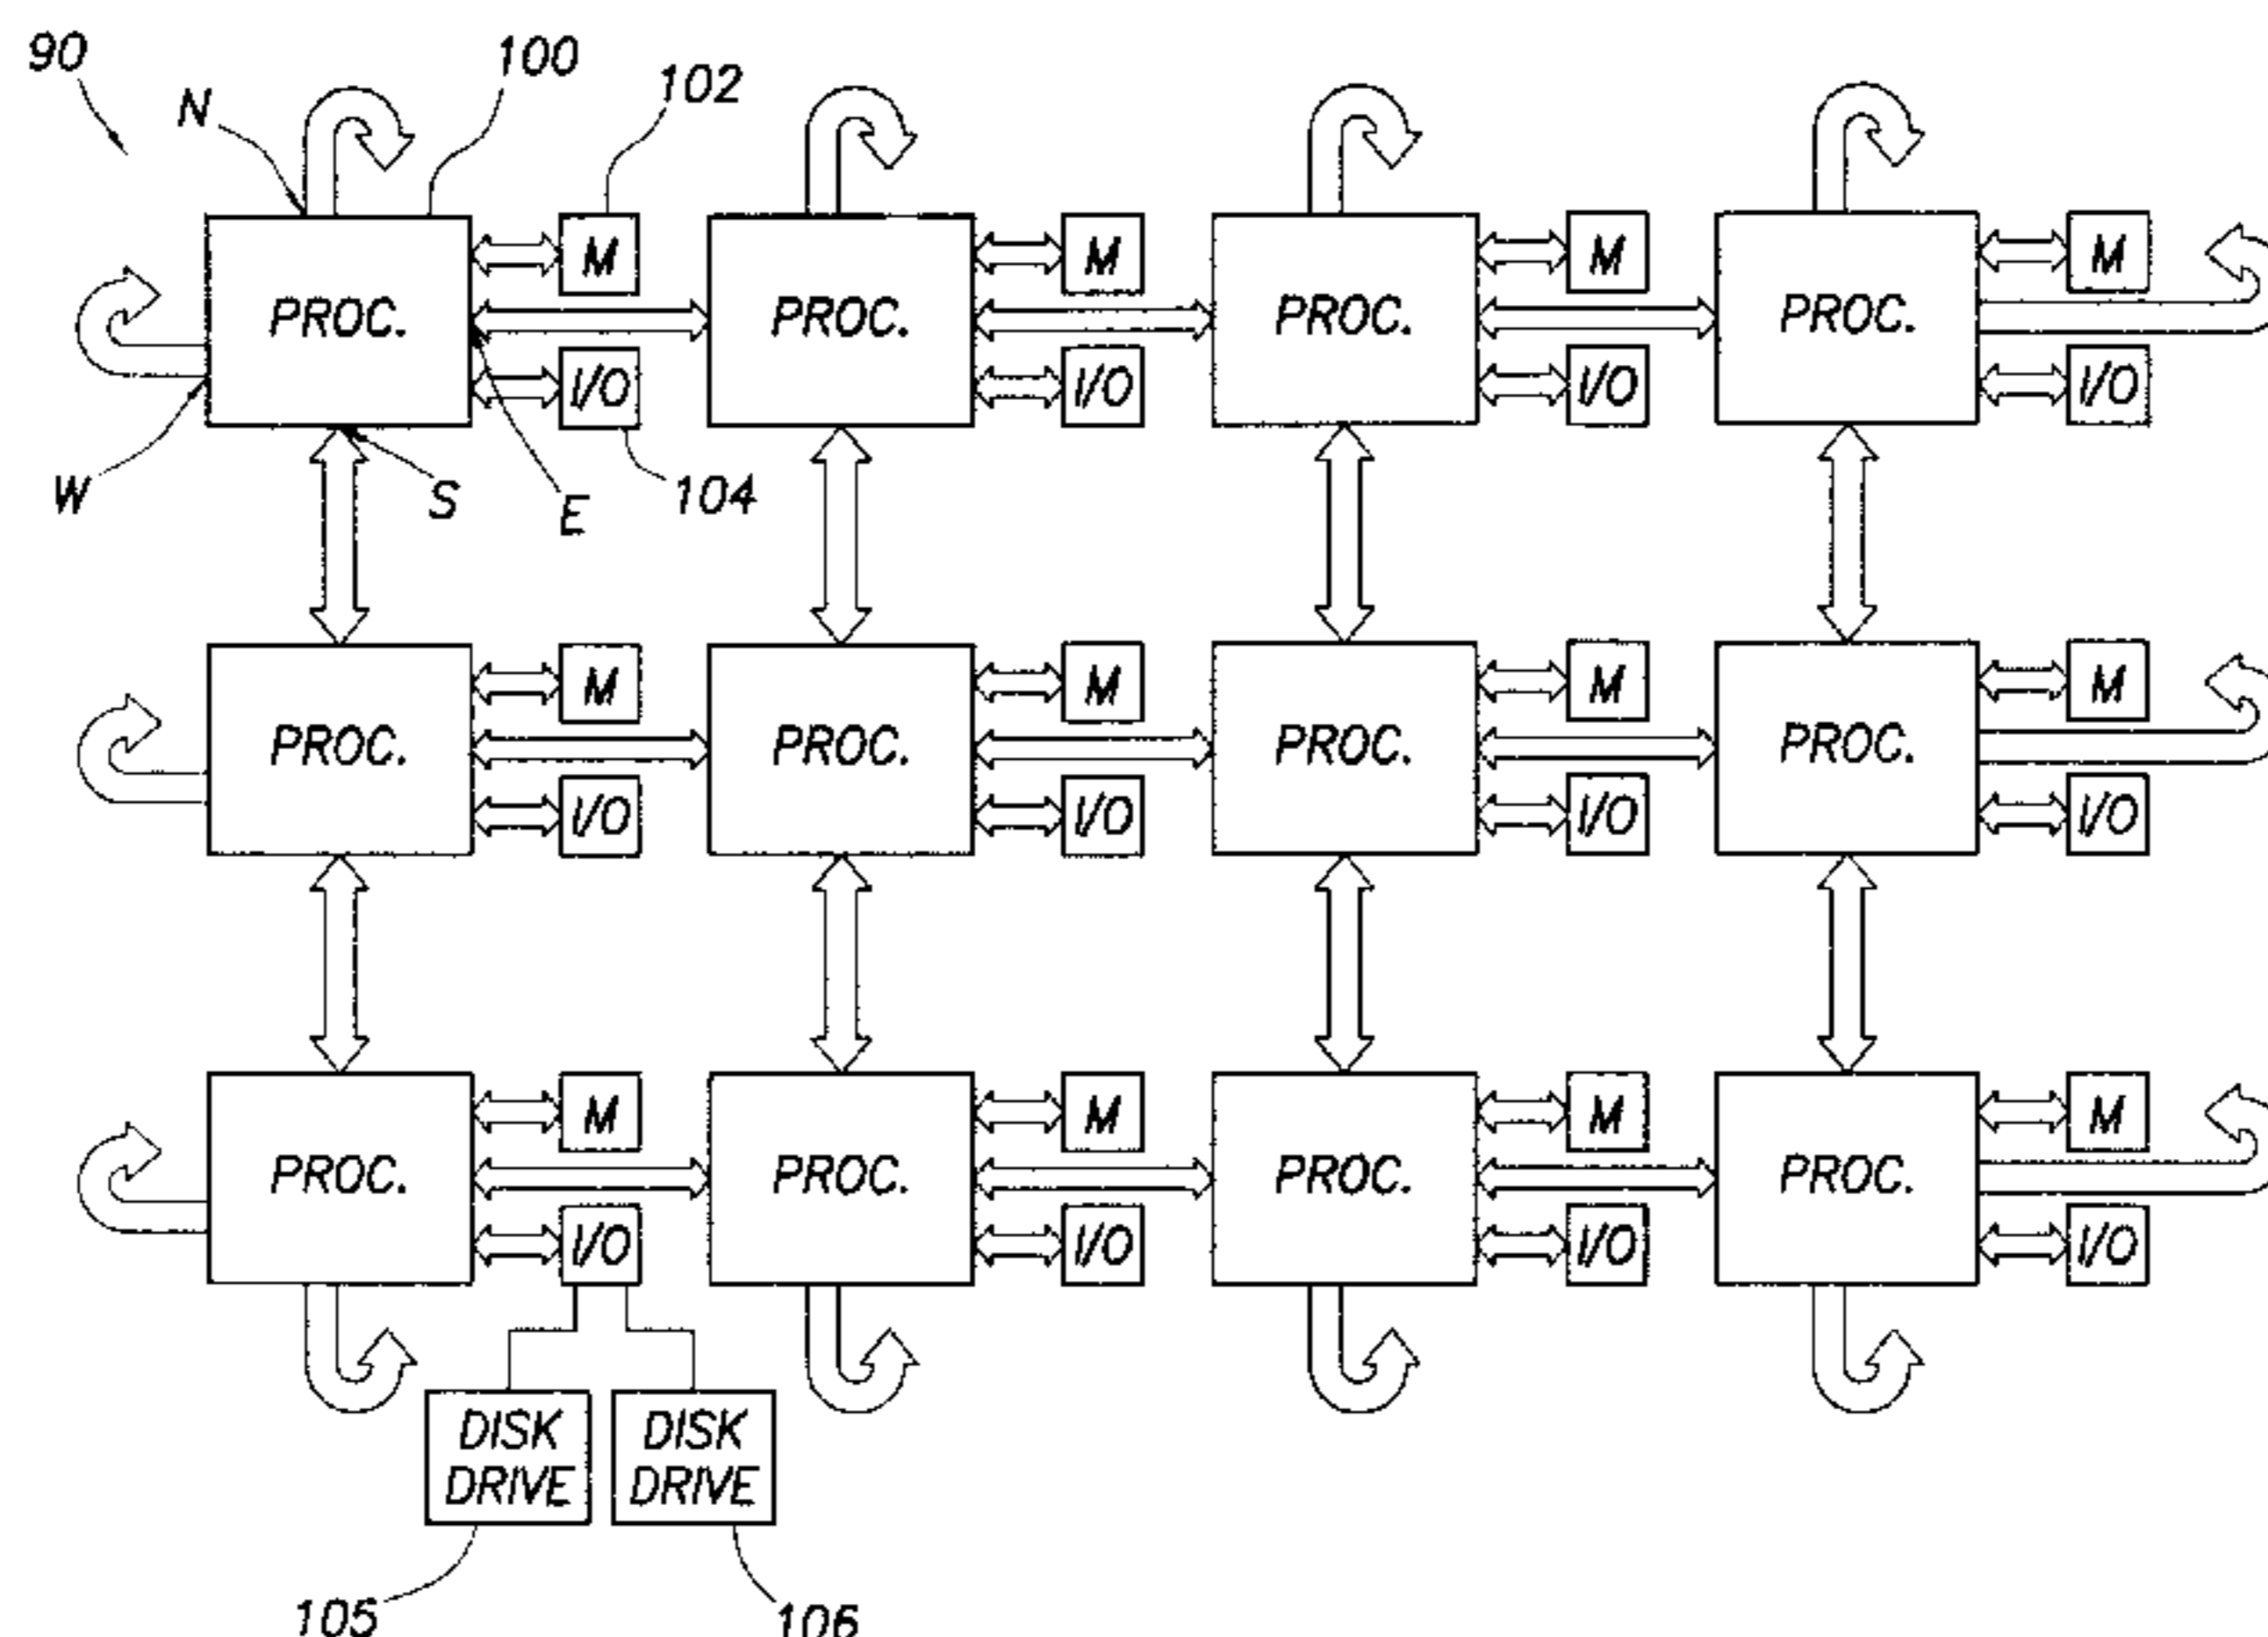 90
N
100
102
M
M
M
M
PROC.
PROC.
PROC.
PROC.
I/O
I/O
I/O
I/O
W
S
E
104
M
M
M
M
PROC.
PROC.
PROC.
PROC.
I/O
I/O
I/O
I/O
M
M
M
M
PROC.
PROC.
PROC.
PROC.
I/O
I/O
I/O
I/O
DISK
DRIVE
DISK
DRIVE
105
106